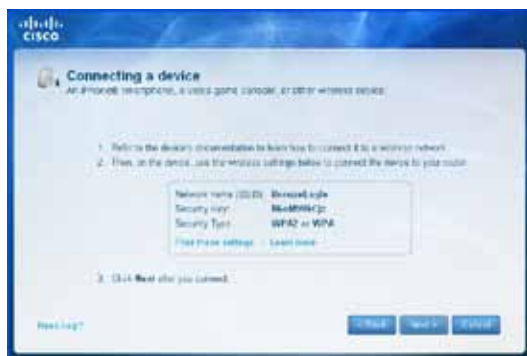 CISCO
Connecting a device
An iPhone® smartphone, a video game console, or other wireless device
1. Refer to the device's documentation to learn how to connect it to a wireless network.
2. Then, on the device, use the wireless settings below to connect the device to your router
Network name (SSID):
Security Key:
Security Type: WPA2 or WPA
Print these settings Learn more
3. Click Next after you connect.
Need help?
Back Next Cancel